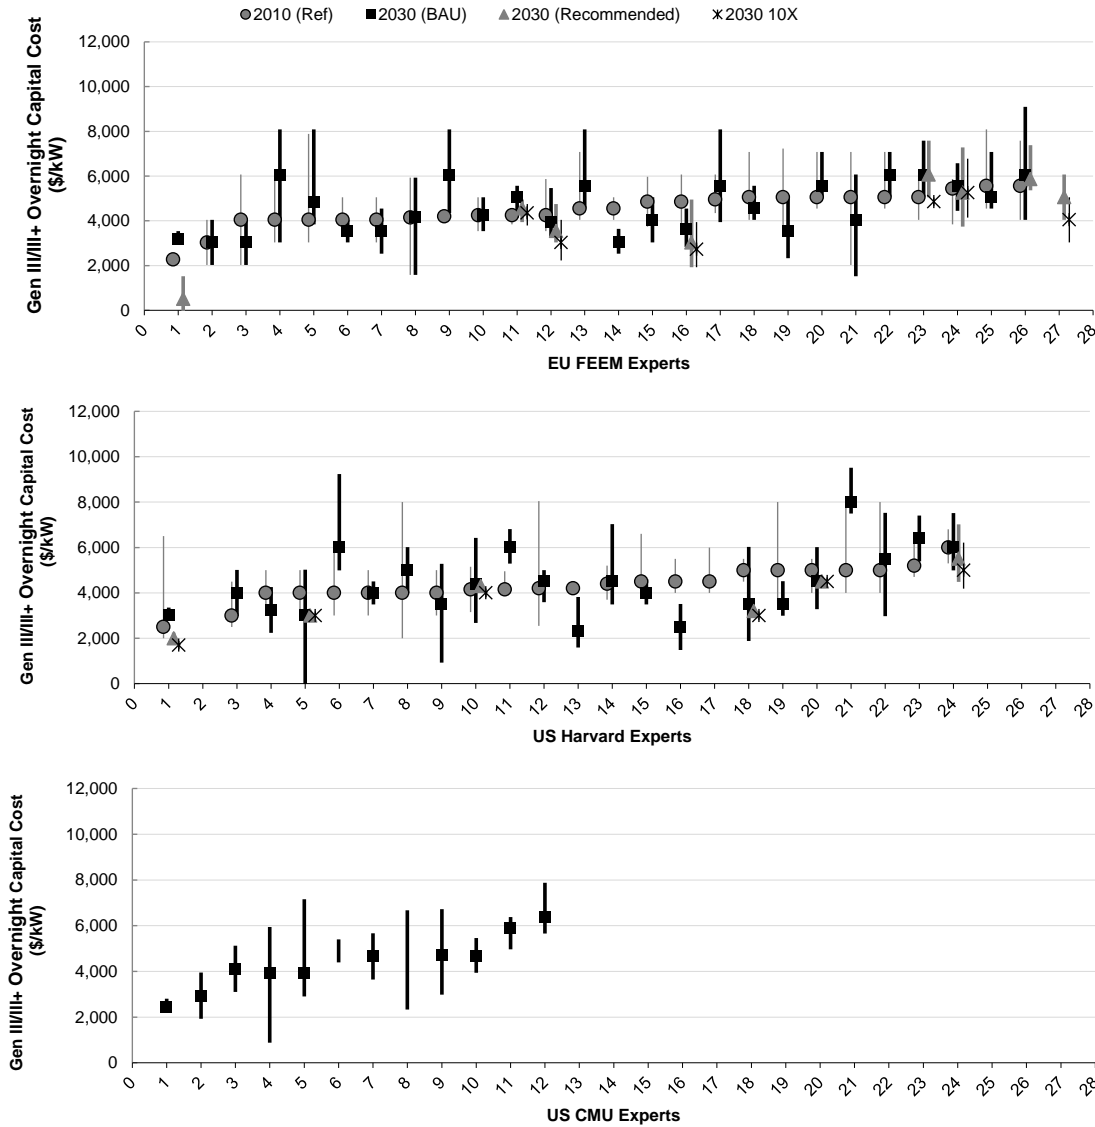 2010 (Ref) 2030 (BAU) 2030 (Recommended) 2030 10X
Gen III/III+ Overnight Capital Cost
($/kW)
12,000
10,000
8,000
6,000
4,000
2,000
0
0 1 2 3 4 5 6 7 8 9 10 11 12 13 14 15 16 17 18 19 20 21 22 23 24 25 26 27 28
EU FEEM Experts
Gen III/III+ Overnight Capital Cost
($/kW)
12,000
10,000
8,000
6,000
4,000
2,000
0
0 1 2 3 4 5 6 7 8 9 10 11 12 13 14 15 16 17 18 19 20 21 22 23 24 25 26 27 28
US Harvard Experts
Gen III/III+ Overnight Capital Cost
($/kW)
12,000
10,000
8,000
6,000
4,000
2,000
0
0 1 2 3 4 5 6 7 8 9 10 11 12 13 14 15 16 17 18 19 20 21 22 23 24 25 26 27 28
US CMU Experts